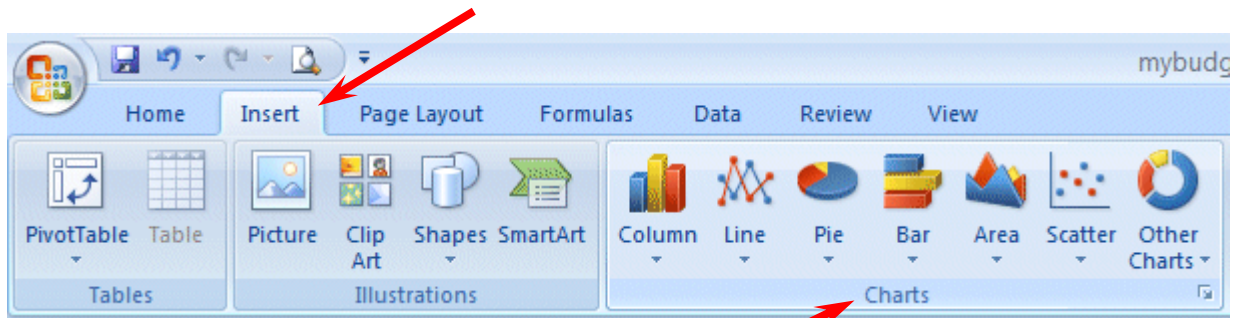 mybudg
Home Insert Page Layout Formulas Data Review View
PivotTable Table Picture Clip Art Shapes SmartArt Column Line Pie Bar Area Scatter Other Charts
Tables Illustrations Charts